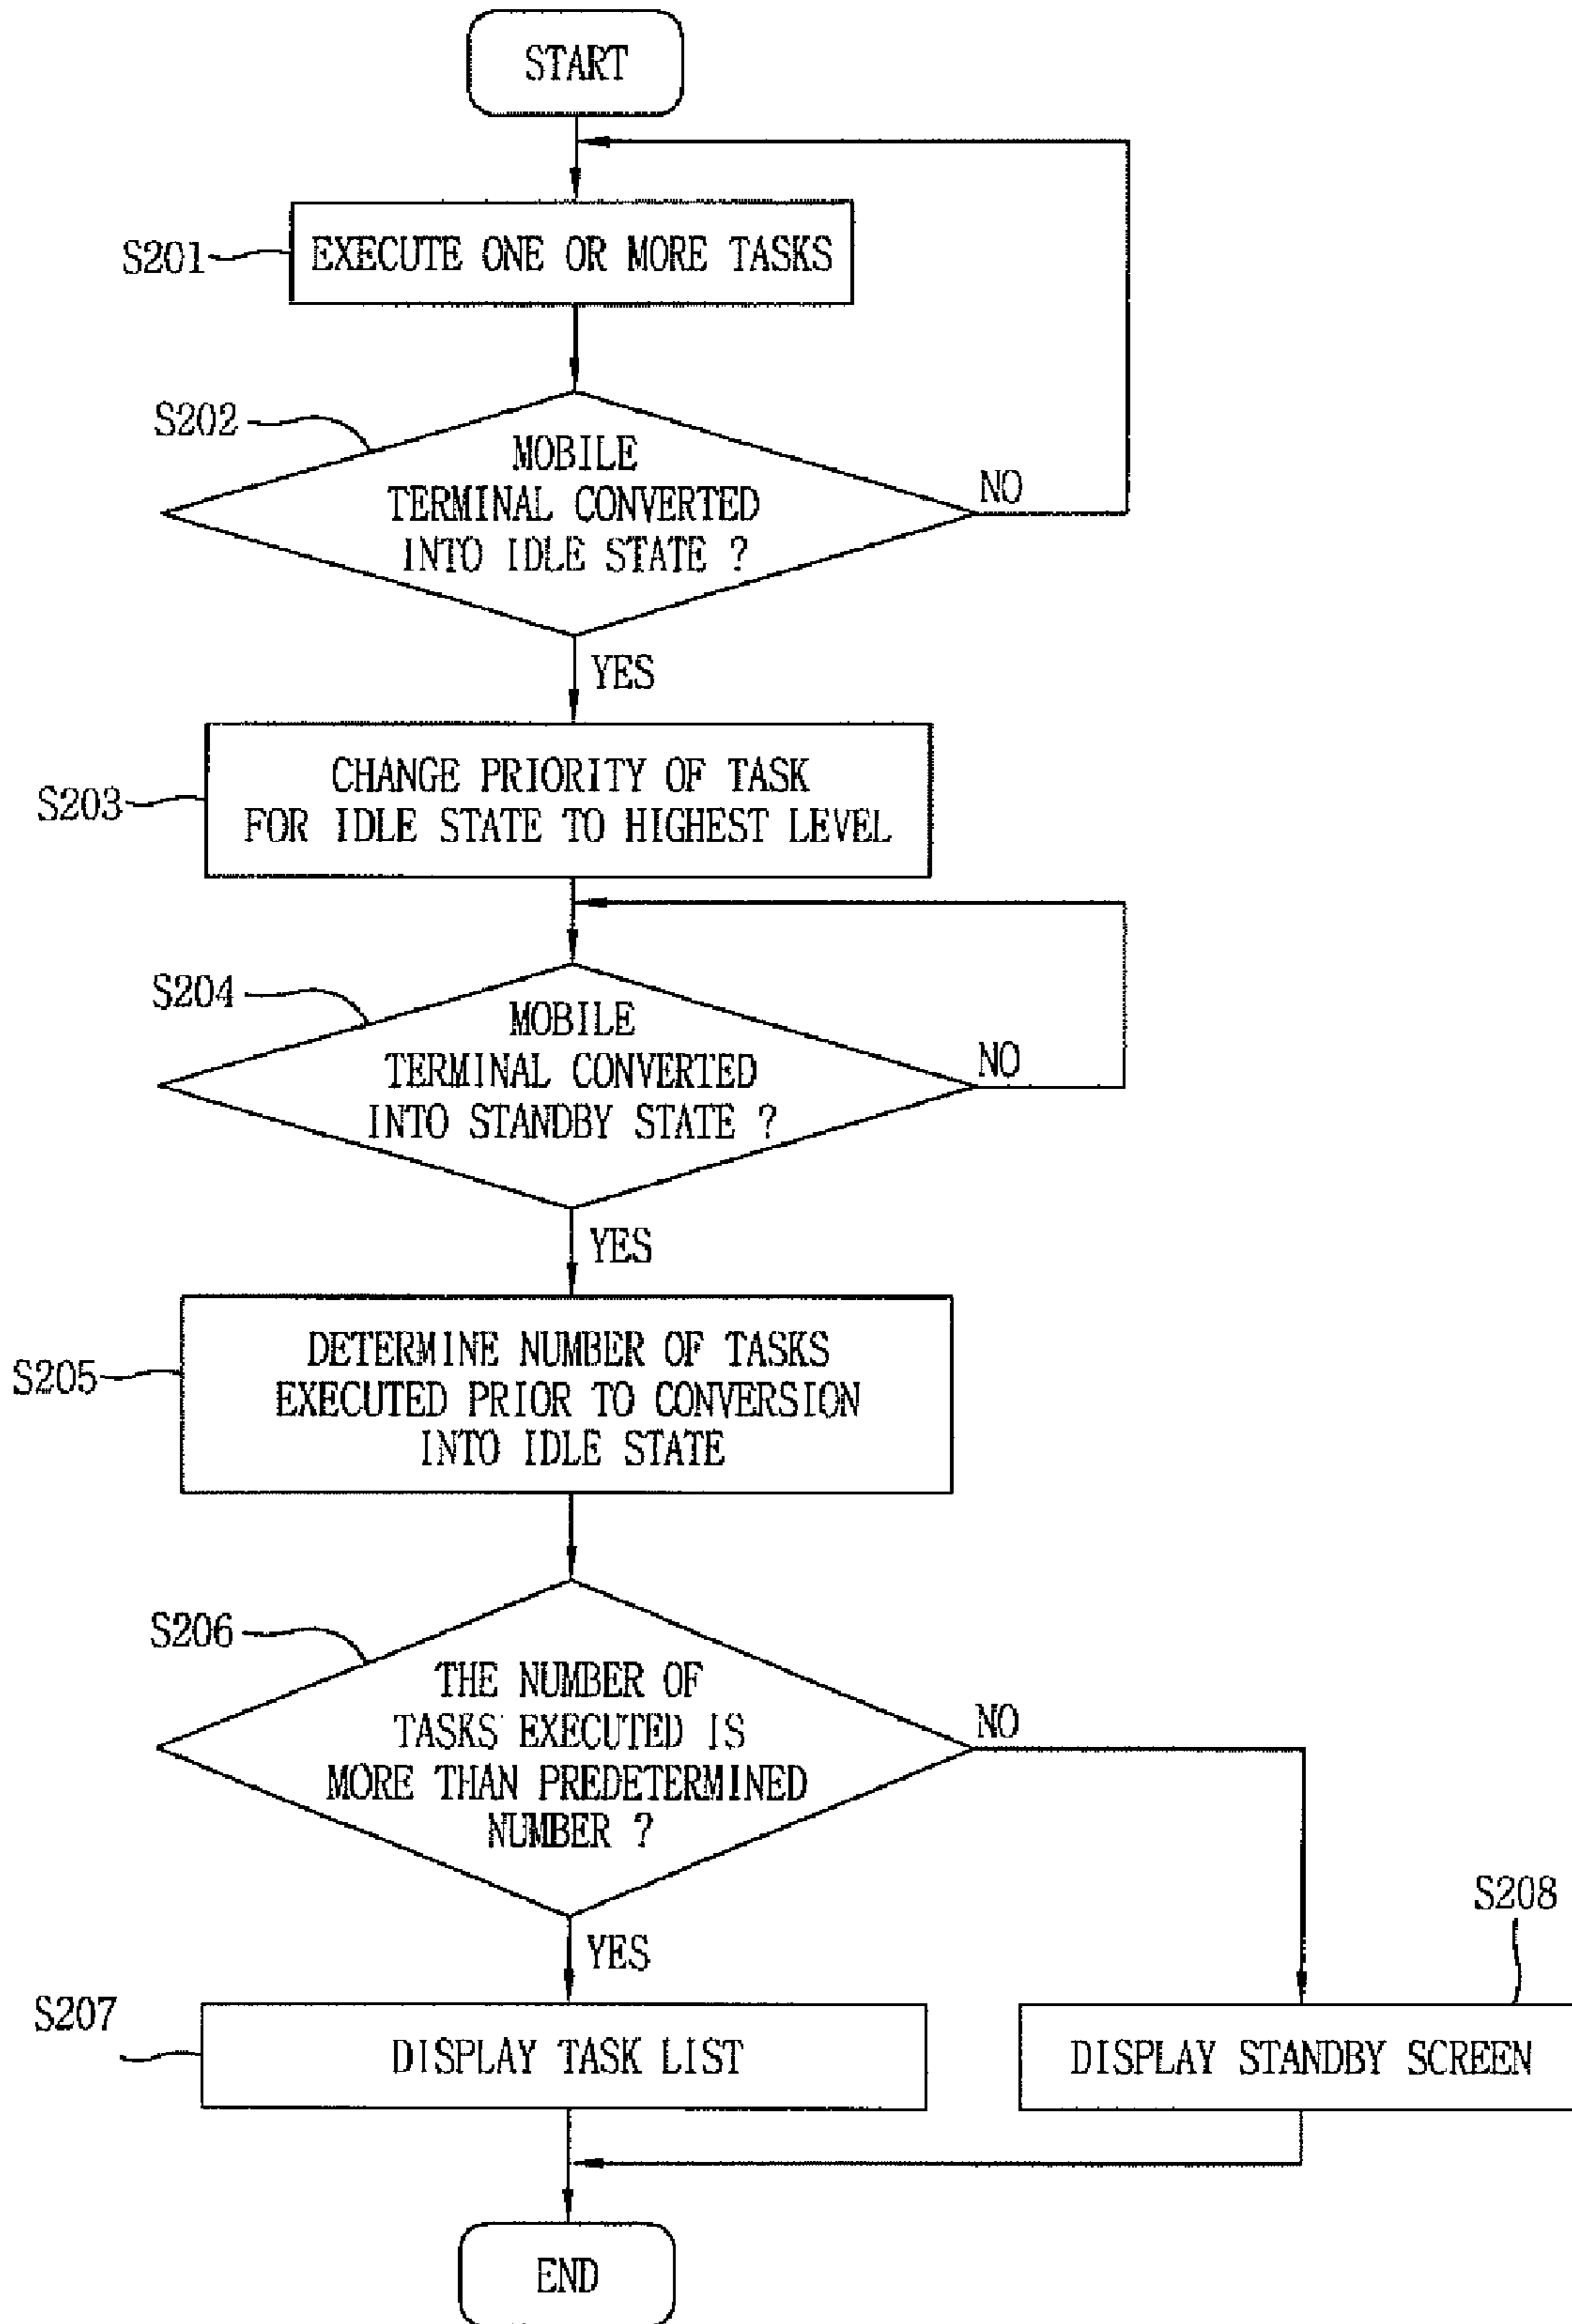 START
S201
EXECUTE ONE OR MORE TASKS
S202
MOBILE
TERMINAL CONVERTED
INTO IDLE STATE ?
NO
YES
S203
CHANGE PRIORITY OF TASK
FOR IDLE STATE TO HIGHEST LEVEL
S204
MOBILE
TERMINAL CONVERTED
INTO STANDBY STATE ?
NO
YES
S205
DETERMINE NUMBER OF TASKS
EXECUTED PRIOR TO CONVERSION
INTO IDLE STATE
S206
THE NUMBER OF
TASKS EXECUTED IS
MORE THAN PREDETERMINED
NUMBER ?
NO
YES
S207
DISPLAY TASK LIST
S208
DISPLAY STANDBY SCREEN
END